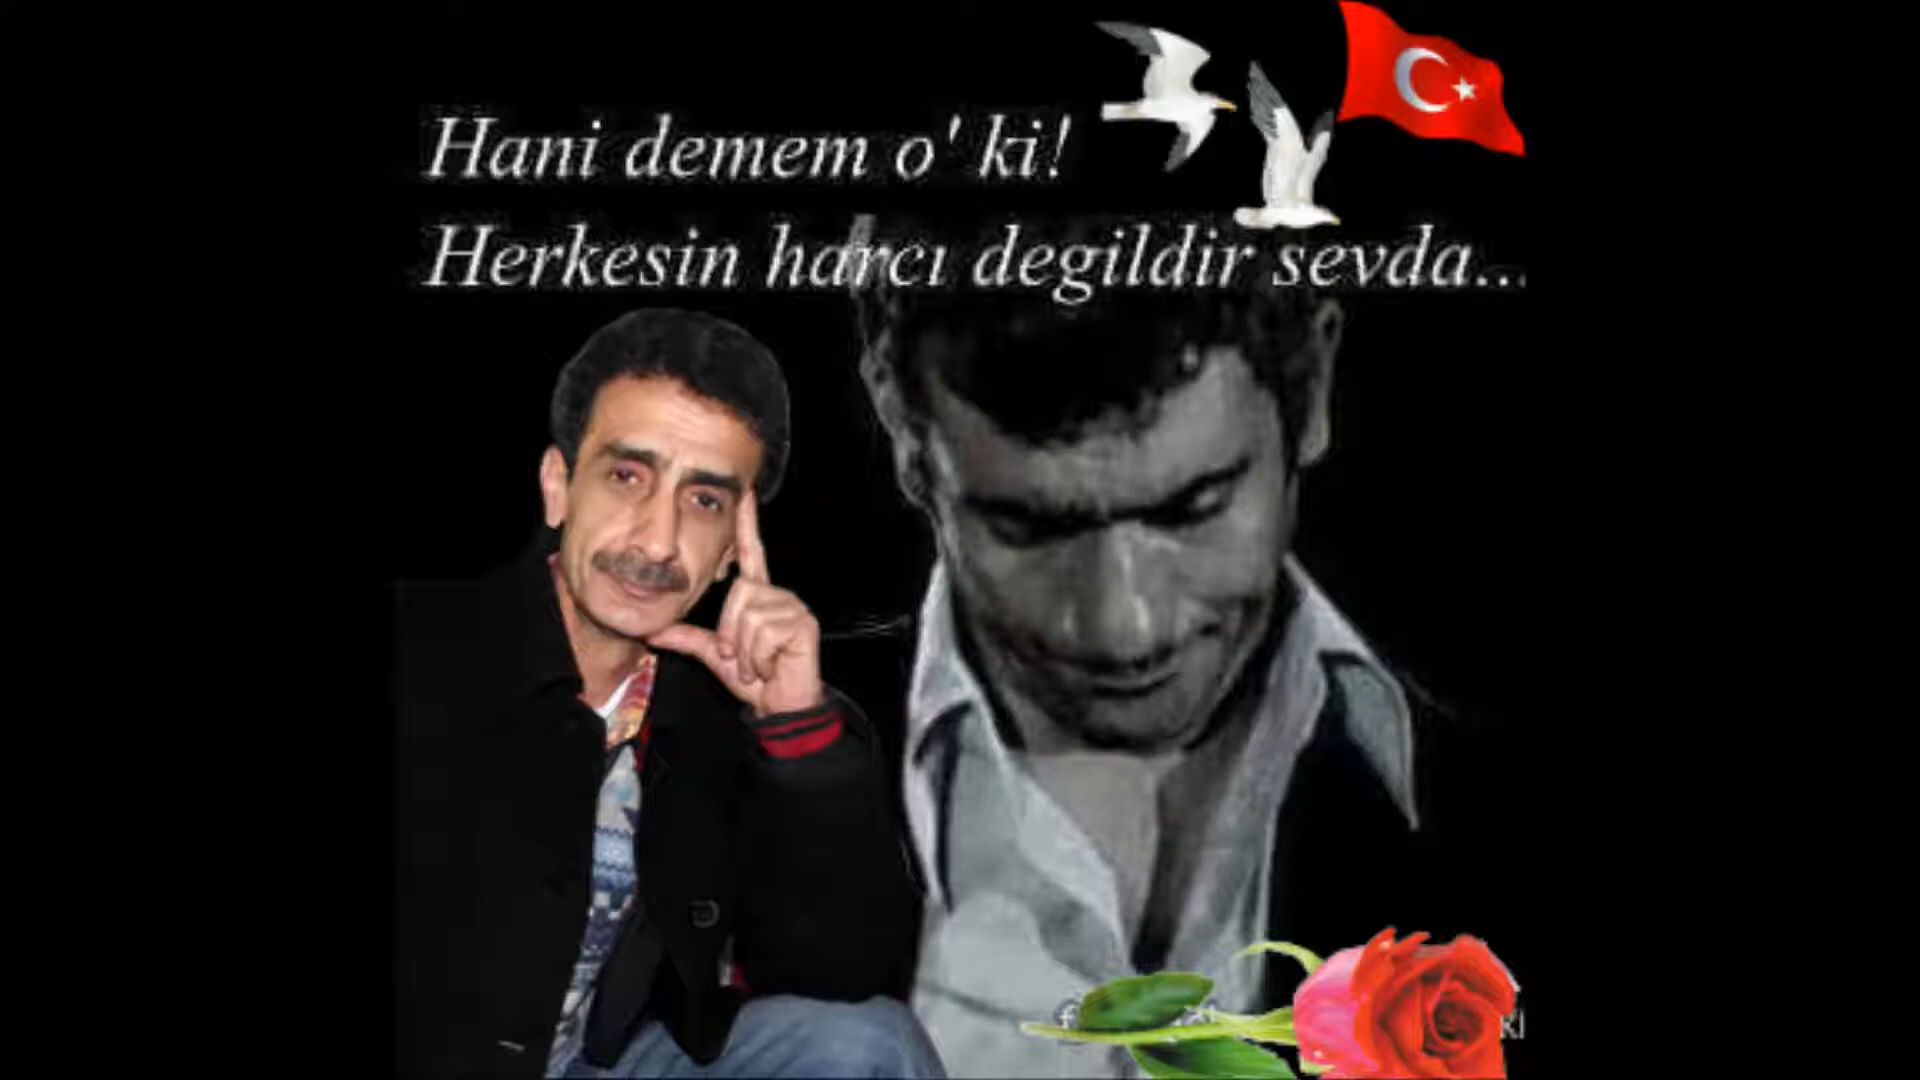 Hani demem o' ki!
Herkesin harcı degildir sevda...